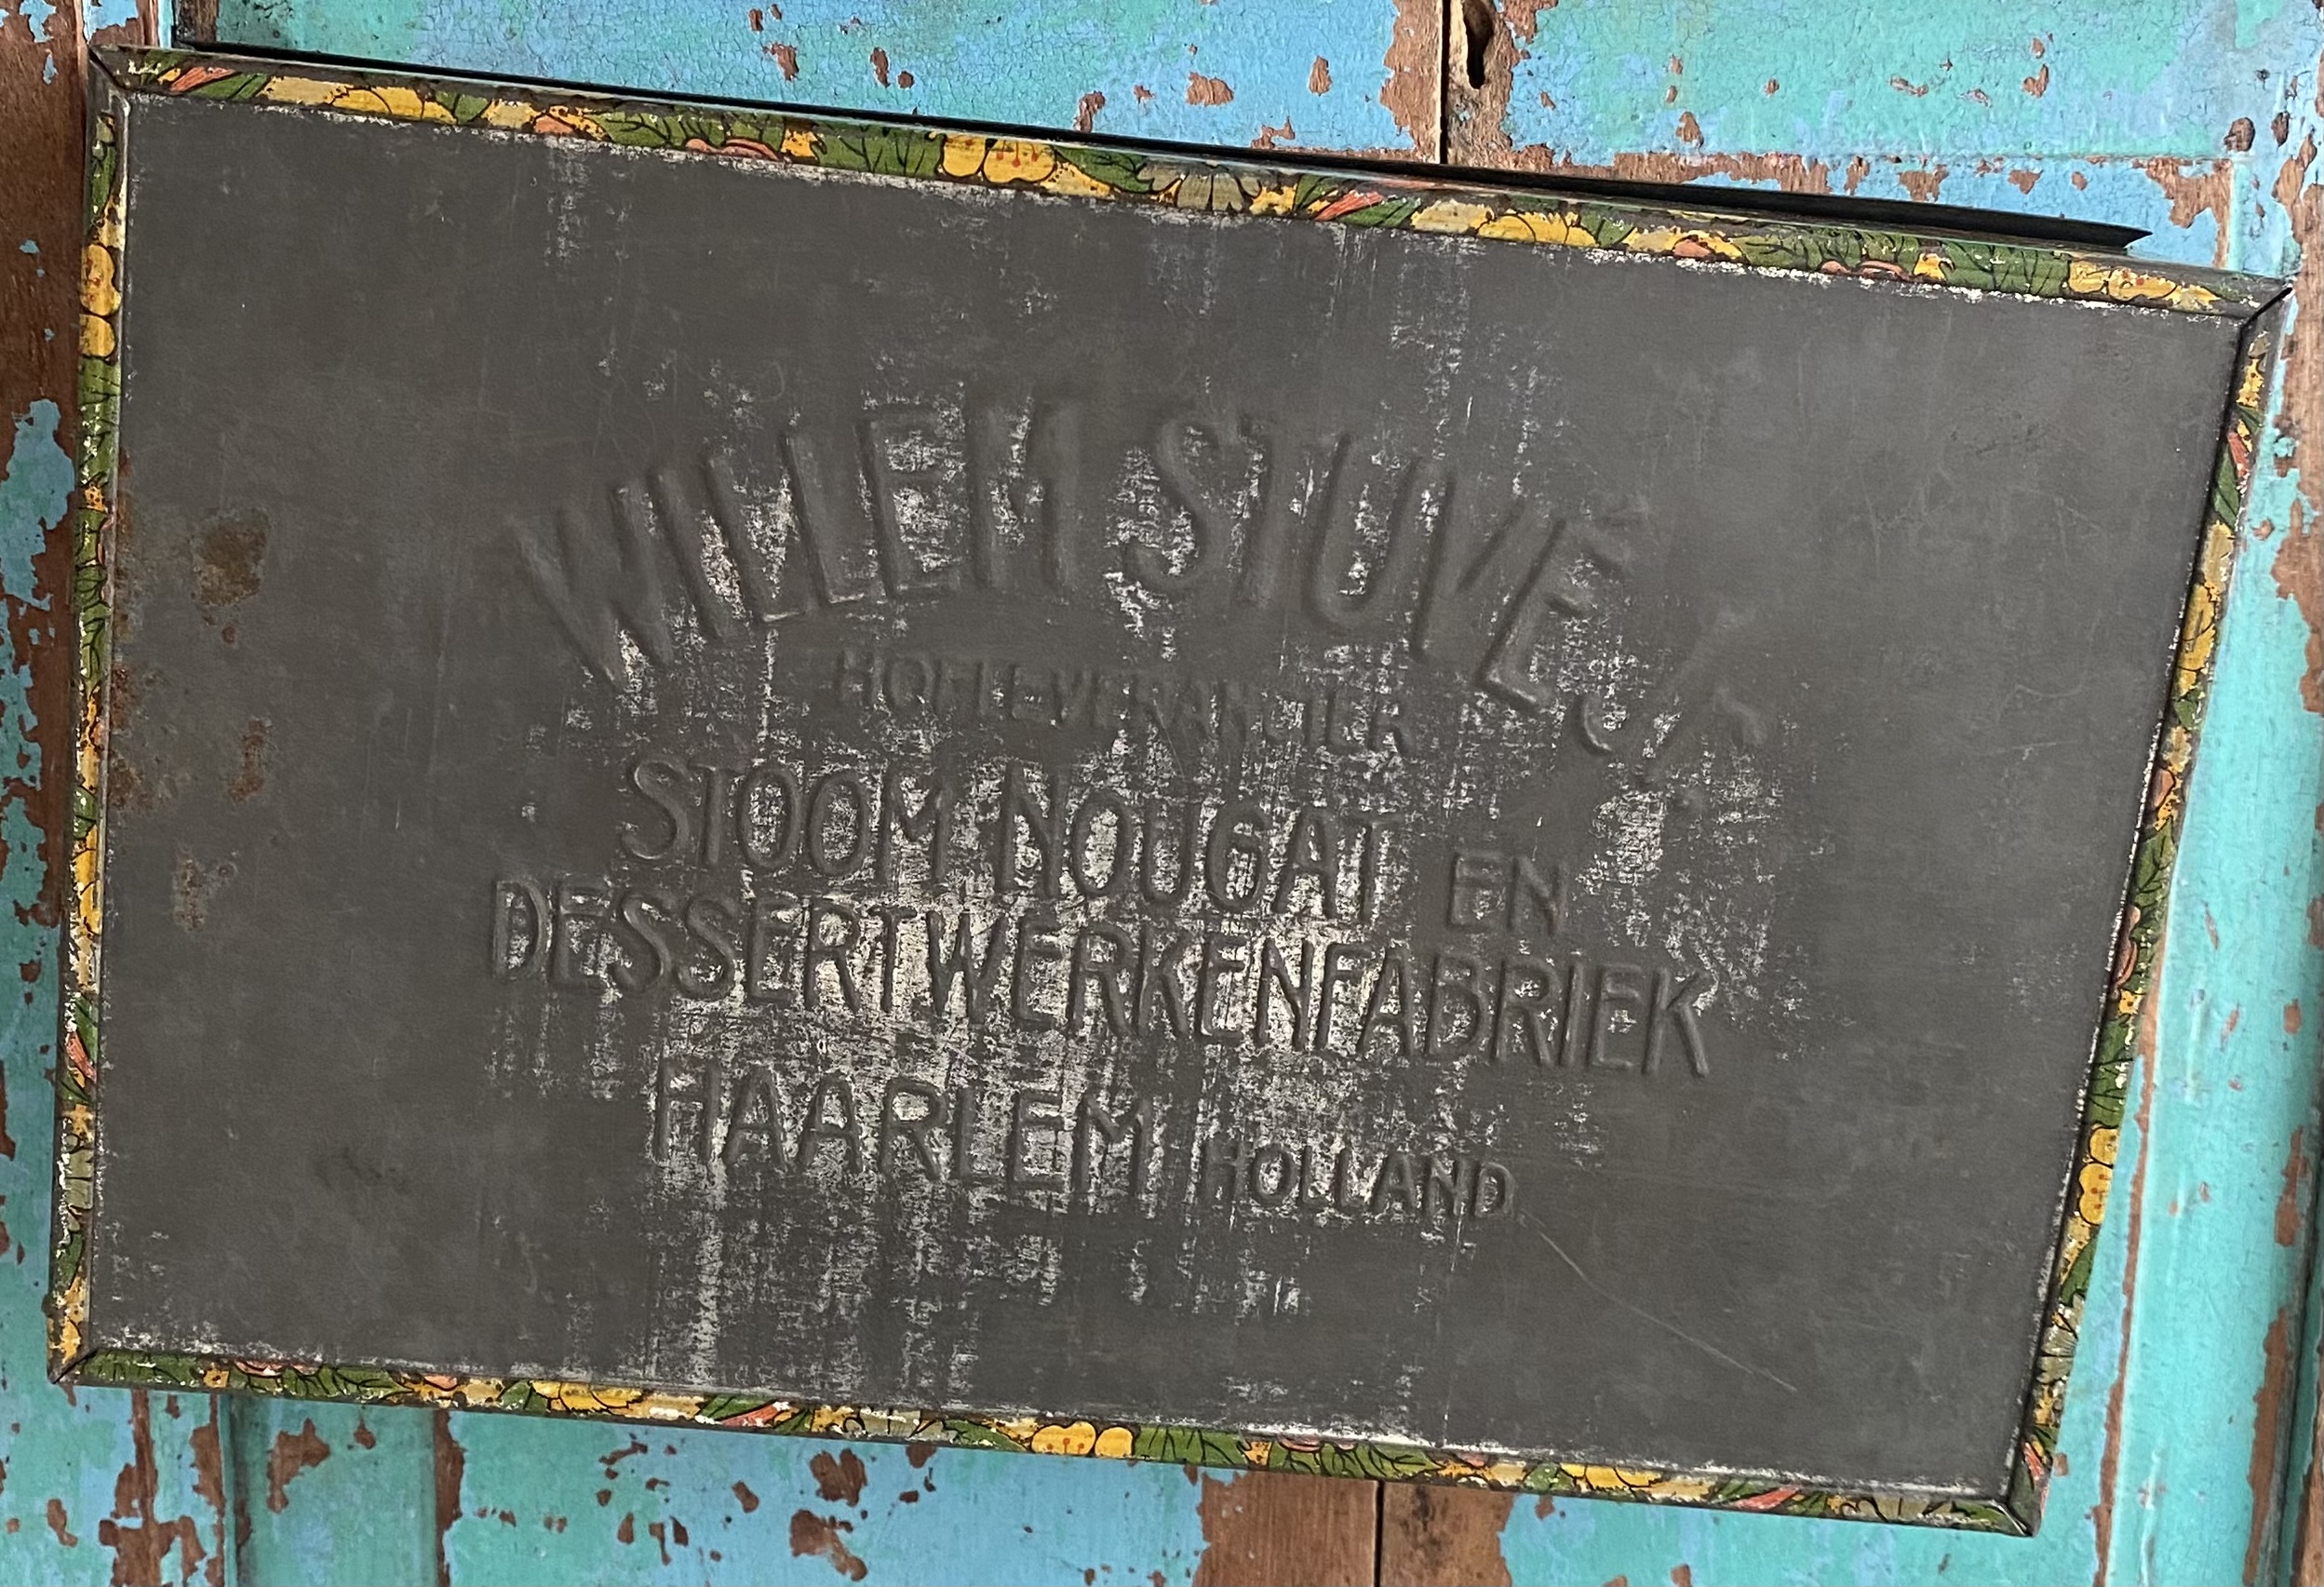 WILLEM STUVE JR
HOFLEVERANCIER
STOOM NOUGAT EN
DESSERTWERKENFABRIEK
HAARLEM HOLLAND